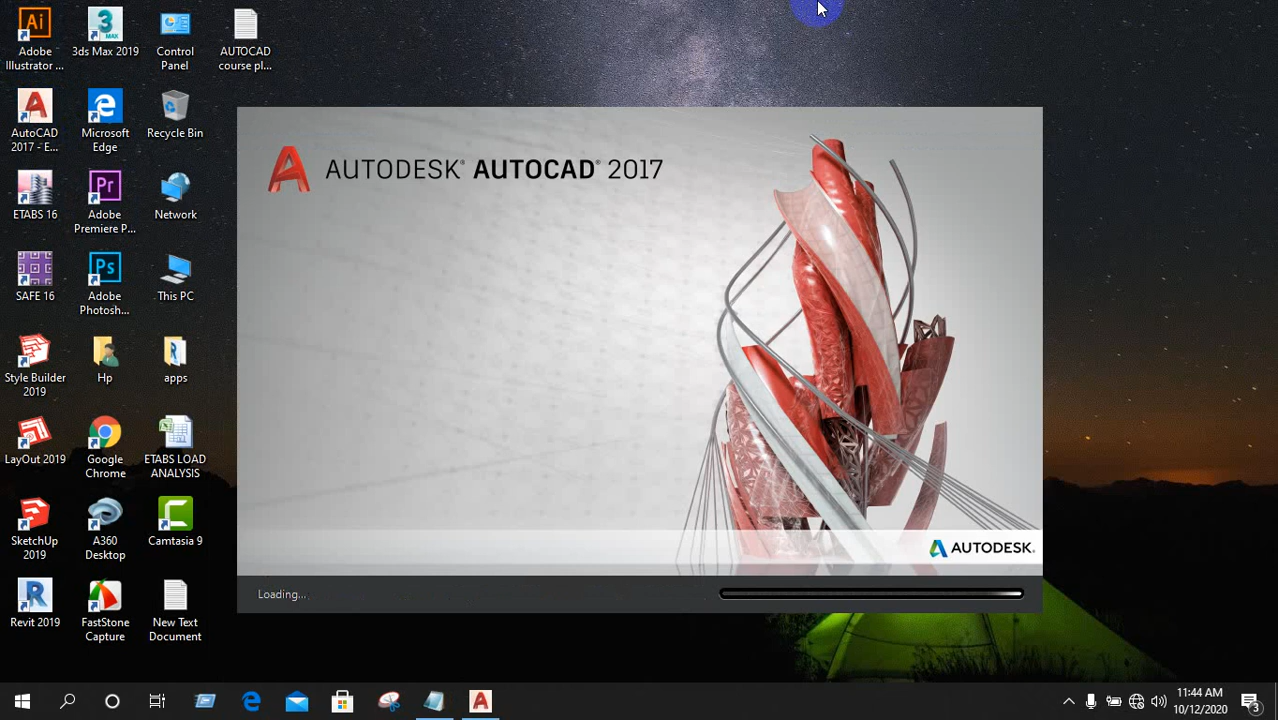 Adobe
Illustrator ...
3ds Max 2019
Control
Panel
AUTOCAD
course pl...
AutoCAD
2017 - E...
Microsoft
Edge
Recycle Bin
ETABS 16
Adobe
Premiere P...
Network
SAFE 16
Adobe
Photosh...
This PC
Style Builder
2019
Hp
apps
LayOut 2019
Google
Chrome
ETABS LOAD
ANALYSIS
SketchUp
2019
A360
Desktop
Camtasia 9
Revit 2019
FastStone
Capture
New Text
Document
AUTODESK® AUTOCAD® 2017
AUTODESK®
Loading...
:44 AM
10/12/2020
3